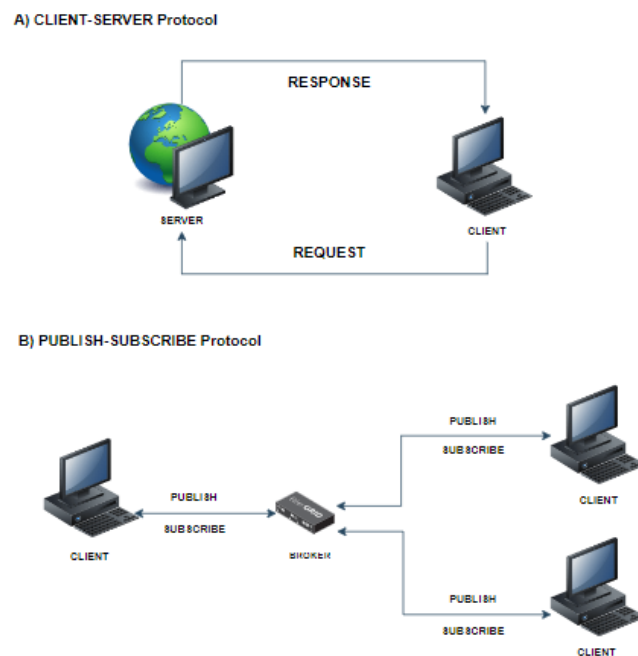 A) CLIENT-SERVER Protocol
RESPONSE
SERVER
CLIENT
REQUEST
B) PUBLISH-SUBSCRIBE Protocol
PUBLISH
SUBSCRIBE
CLIENT
PUBLISH
SUBSCRIBE
CLIENT
BROKER
PUBLISH
SUBSCRIBE
CLIENT